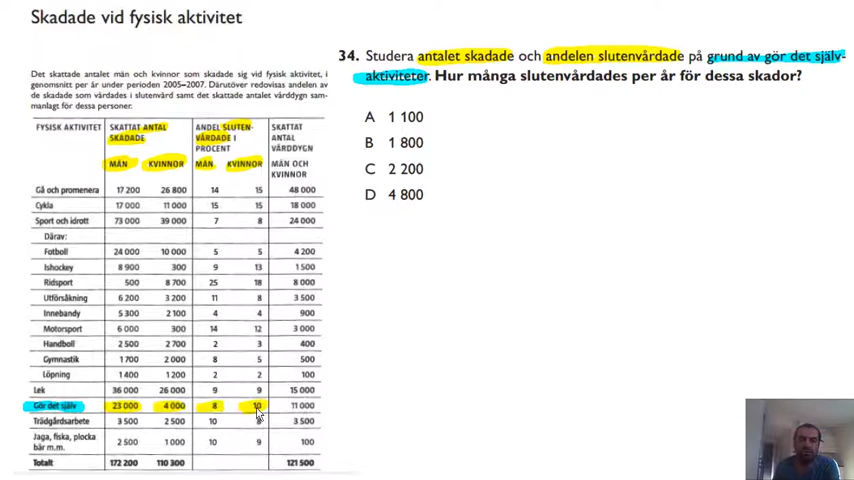 Skadade vid fysisk aktivitet
Det skattade antalet män och kvinnor som skadade sig vid fysisk aktivitet, i
genomsnitt per år under perioden 2005–2007. Därutöver redovisas andelen av
de skadade som vårdades i slutenvård samt det skattade antalet vårddygn sam-
manlagt för dessa personer.
FYSISK AKTIVITET SKATTAT ANTAL SKADADE ANDEL SLUTEN-VÅRDADE I PROCENT SKATTAT ANTAL VÅRDDYGN
MÄN KVINNOR MÄN KVINNOR MÄN OCH KVINNOR
Gå och promenera 17 200 26 800 14 15 48 000
Cykla 17 000 11 000 15 15 18 000
Sport och idrott 73 000 39 000 7 8 24 000
Därav:
Fotboll 24 000 10 000 5 5 4 200
Ishockey 8 900 300 9 13 1 500
Ridsport 500 8 700 25 18 8 000
Utförsåkning 6 200 3 200 11 8 3 500
Innebandy 5 300 2 100 4 4 900
Motorsport 6 000 300 14 12 3 000
Handboll 2 500 2 700 2 3 400
Gymnastik 1 700 2 000 8 5 500
Löpning 1 400 1 200 2 2 100
Lek 36 000 26 000 9 9 15 000
Gör det själv 23 000 4 000 8 10 11 000
Trädgårdsarbete 3 500 2 500 10 3 500
Jaga, fiska, plocka
bär m.m. 2 500 1 000 10 9 100
Totalt 172 200 110 300 121 500
34. Studera antalet skadade och andelen slutenvårdade på grund av gör det själv-
aktiviteter. Hur många slutenvårdades per år för dessa skador?
A 1 100
B 1 800
C 2 200
D 4 800